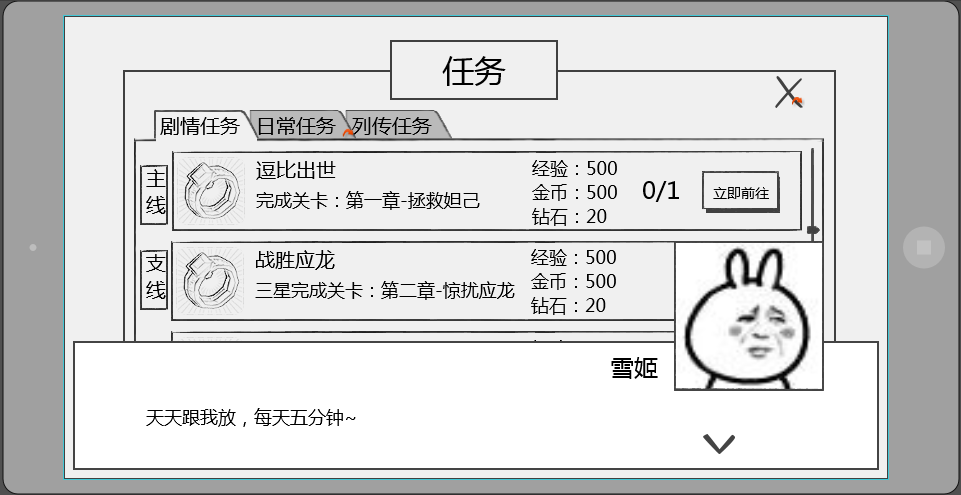 任务
剧情任务 日常任务 列传任务
主线
逗比出世
完成关卡：第一章-拯救妲己
经验：500
金币：500
钻石：20
0/1
立即前往
支线
战胜应龙
三星完成关卡：第二章-惊扰应龙
经验：500
金币：500
钻石：20
雪姬
天天跟我放，每天五分钟~